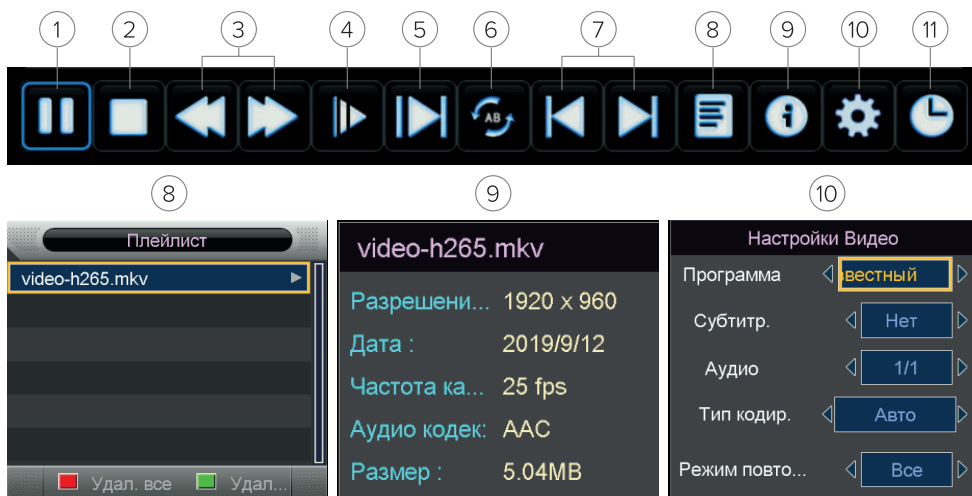 1 2 3 4 5 6 7 8 9 10 11
AB
8 9 10
Плейлист
video-h265.mkv
Удал. все Удал...
video-h265.mkv
Разрешени... 1920 x 960
Дата : 2019/9/12
Частота ка... 25 fps
Аудио кодек: AAC
Размер : 5.04MB
Настройки Видео
Программа звестный
Субтитр. Нет
Аудио 1/1
Тип кодир. Авто
Режим повто... Все